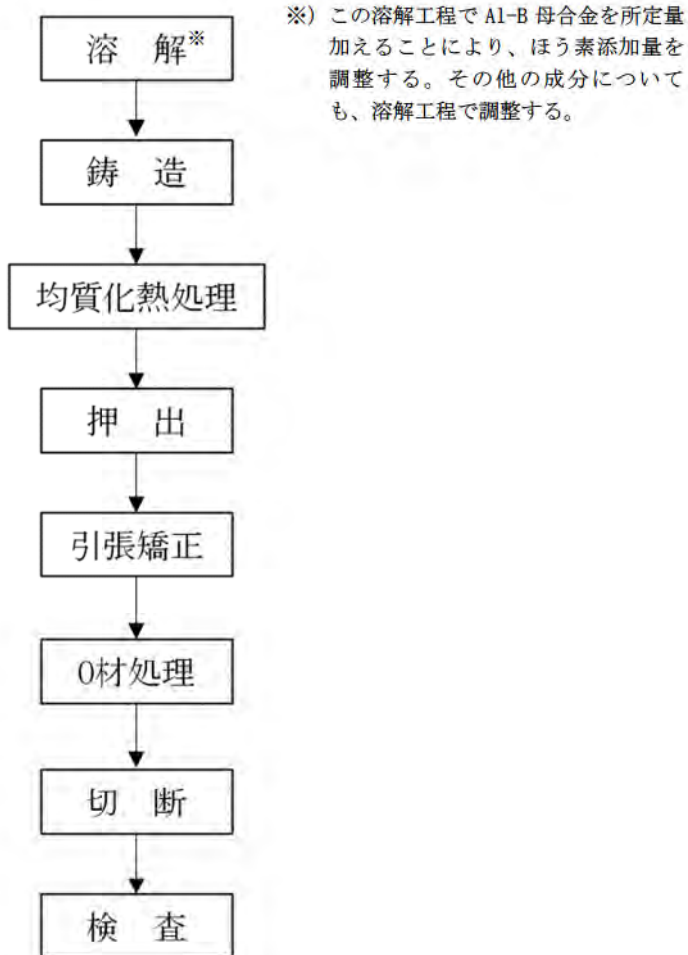 溶　解※
※）この溶解工程で Al-B 母合金を所定量
加えることにより、ほう素添加量を
調整する。その他の成分について
も、溶解工程で調整する。
鋳　造
均質化熱処理
押　出
引張矯正
O材処理
切　断
検　査